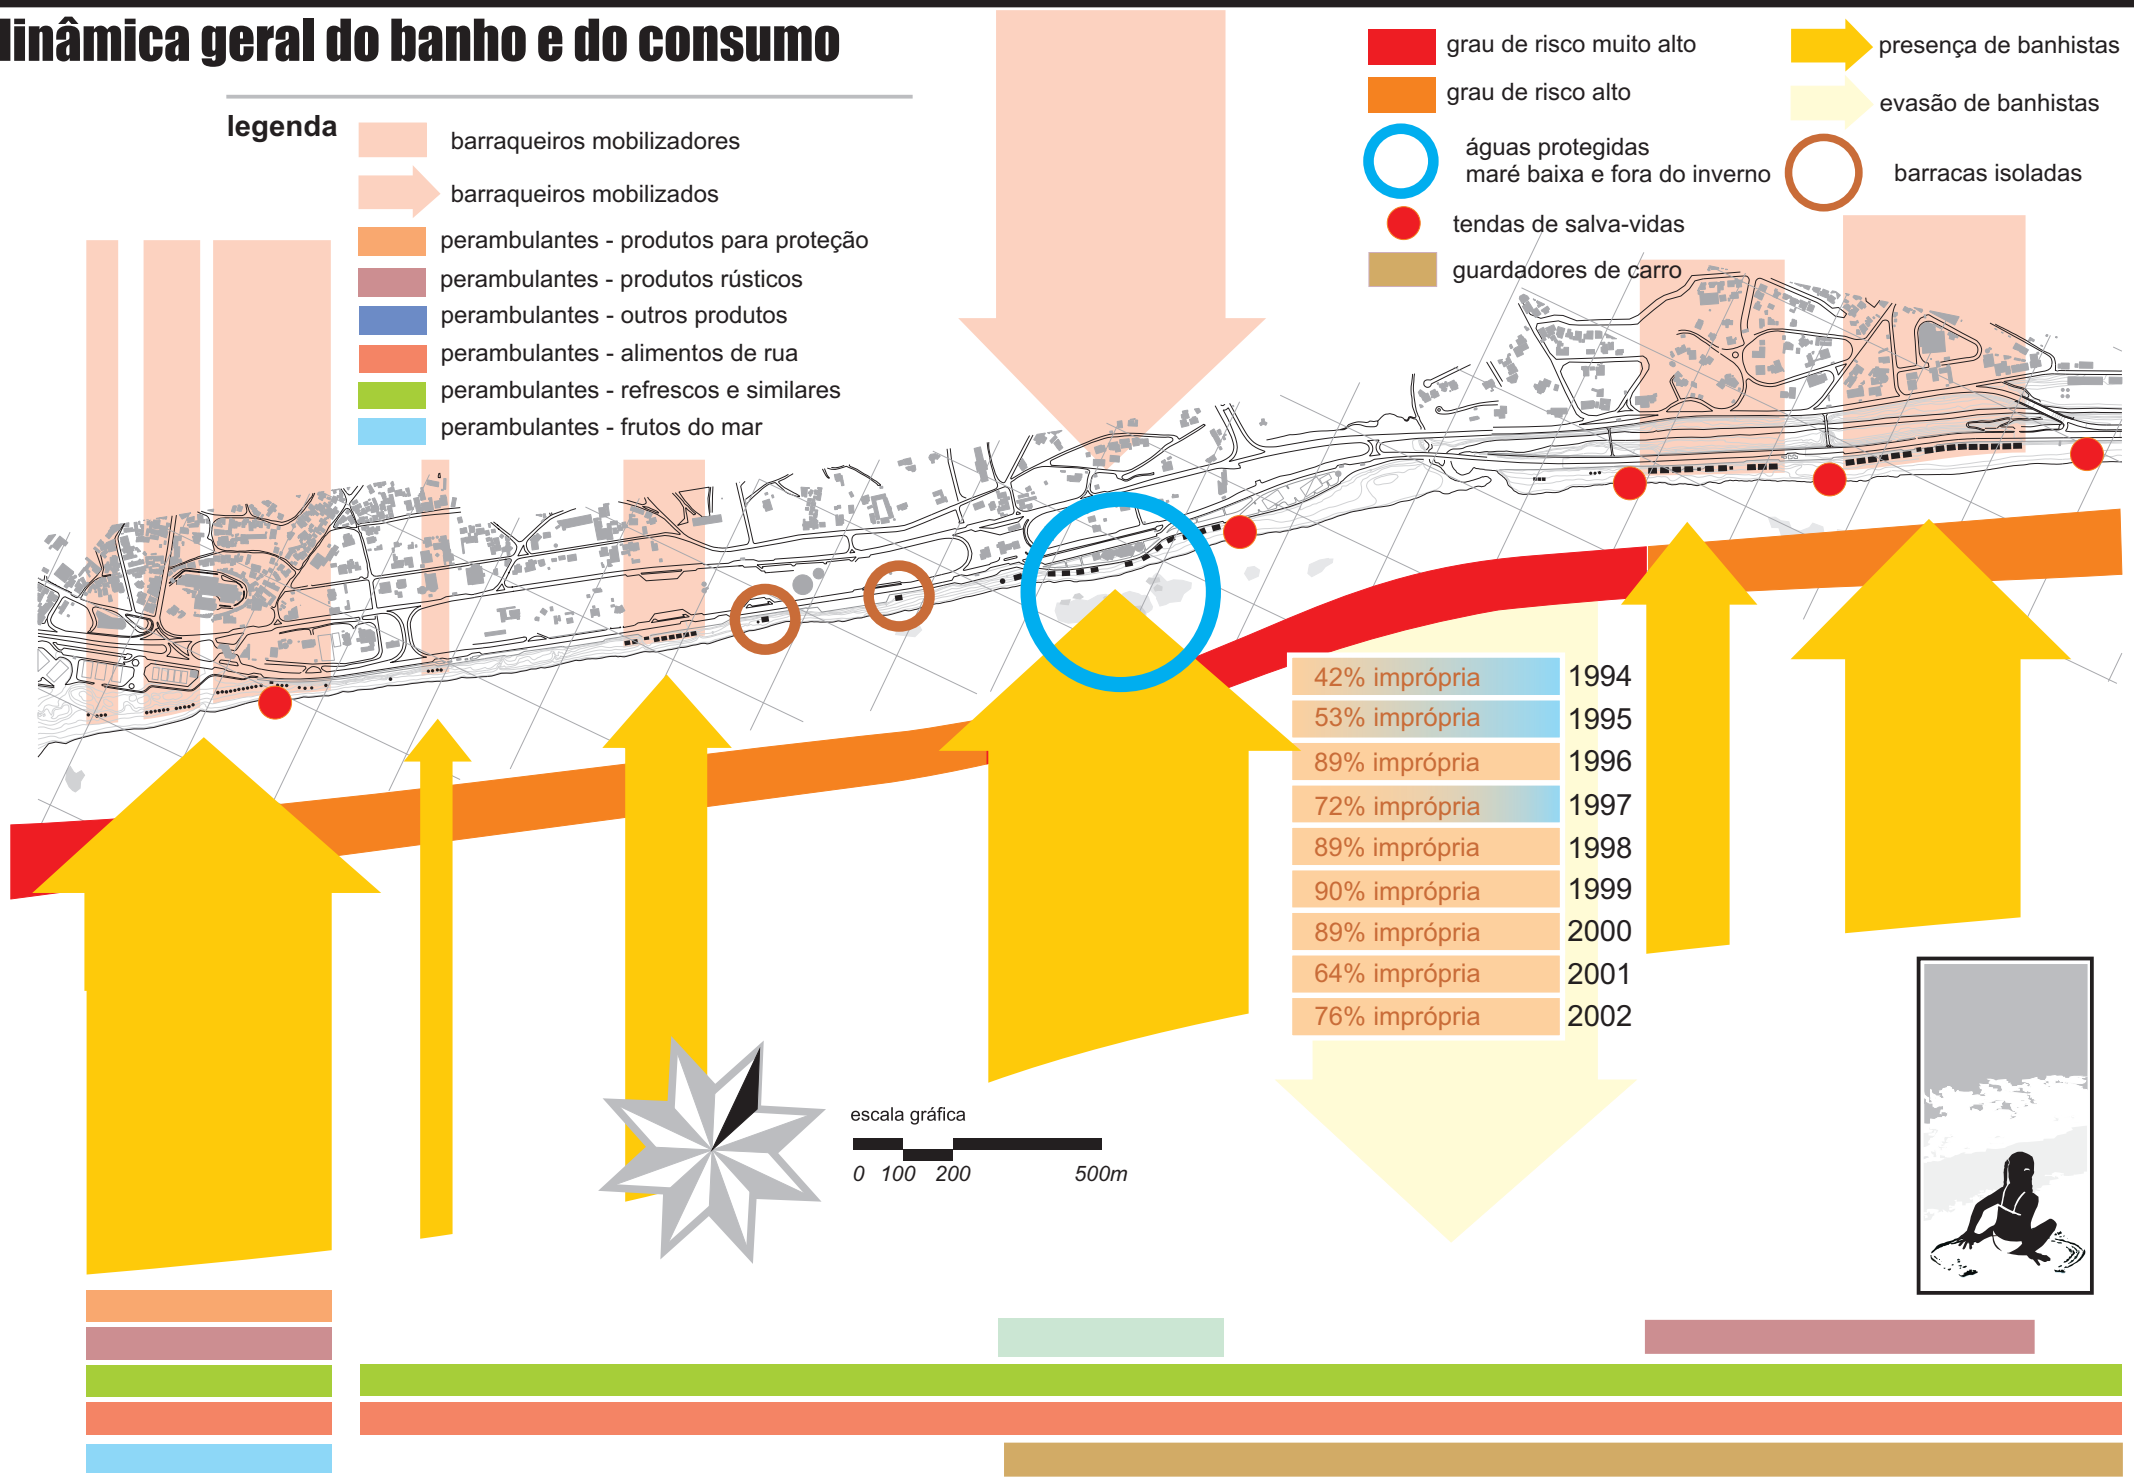 linâmica geral do banho e do consumo
legenda
barraqueiros mobilizadores
barraqueiros mobilizados
perambulantes - produtos para proteção
perambulantes - produtos rústicos
perambulantes - outros produtos
perambulantes - alimentos de rua
perambulantes - refrescos e similares
perambulantes - frutos do mar
grau de risco muito alto
grau de risco alto
águas protegidas
maré baixa e fora do inverno
tendas de salva-vidas
guardadores de carro
presença de banhistas
evasão de banhistas
barracas isoladas
42% imprópria 1994
53% imprópria 1995
89% imprópria 1996
72% imprópria 1997
89% imprópria 1998
90% imprópria 1999
89% imprópria 2000
64% imprópria 2001
76% imprópria 2002
escala gráfica
0 100 200 500m